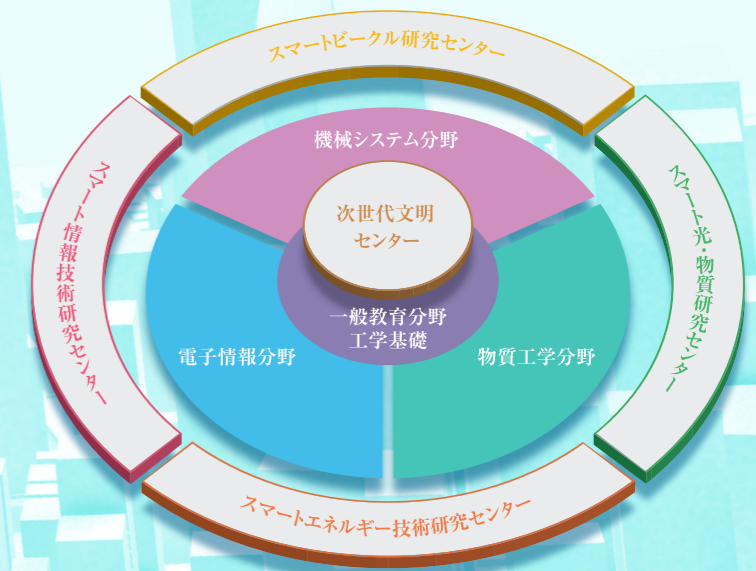 スマートビークル研究センター
機械システム分野
次世代文明
センター
スマート情報技術研究センター
スマート光・物質研究センター
一般教育分野
工学基礎
電子情報分野
物質工学分野
スマートエネルギー技術研究センター